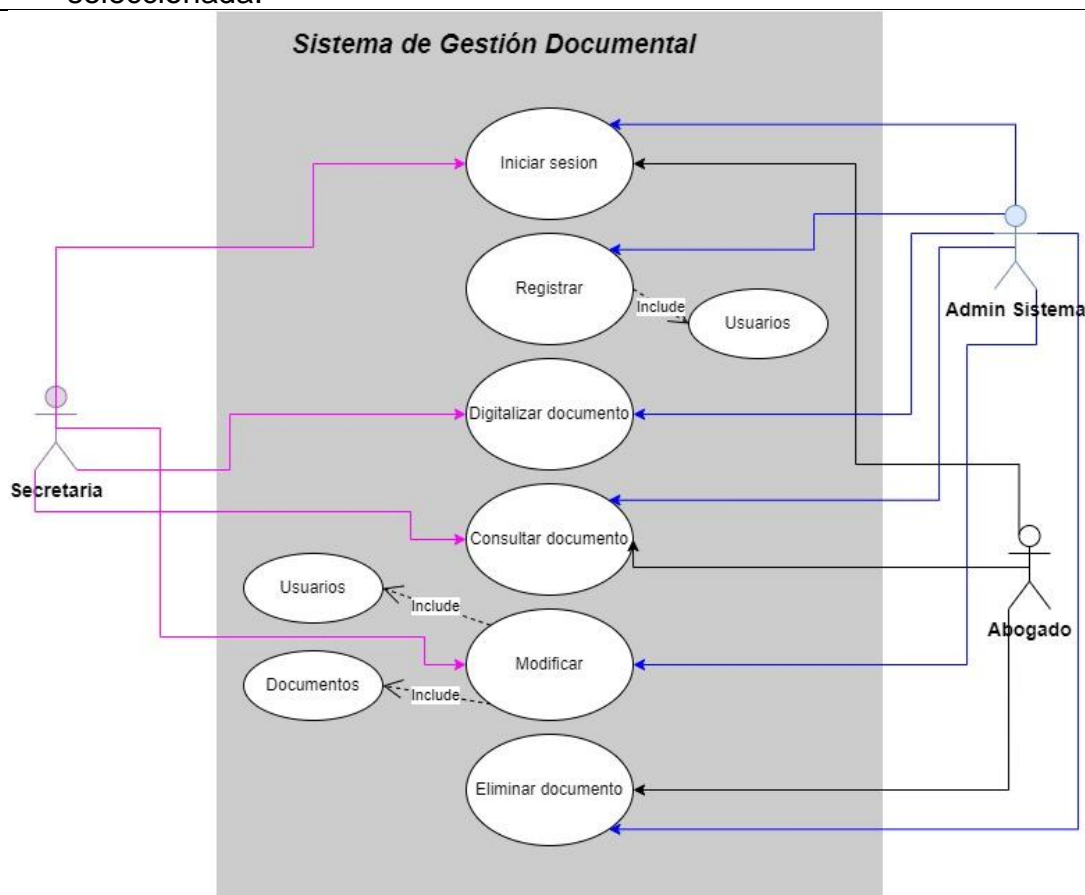 seleccionada.
Sistema de Gestión Documental
Iniciar sesion
Registrar
Include
Usuarios
Admin Sistema
Digitalizar documento
Secretaria
Consultar documento
Usuarios
Include
Abogado
Modificar
Documentos
Include
Eliminar documento